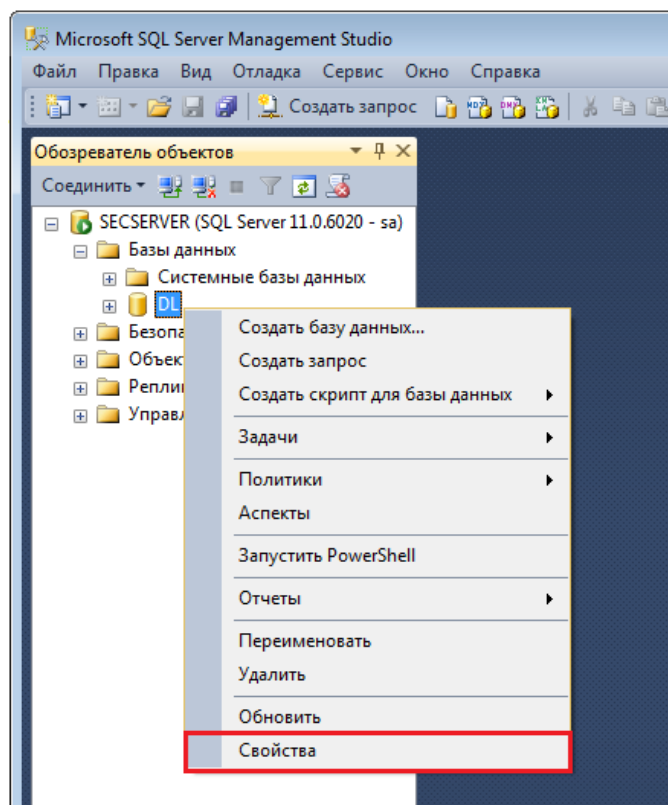 Microsoft SQL Server Management Studio
Файл Правка Вид Отладка Сервис Окно Справка
Создать запрос
Обозреватель объектов
Соединить
SECSERVER (SQL Server 11.0.6020 - sa)
Базы данных
Системные базы данных
DL
Безопа
Объек
Репли
Управл
Создать базу данных...
Создать запрос
Создать скрипт для базы данных
Задачи
Политики
Аспекты
Запустить PowerShell
Отчеты
Переименовать
Удалить
Обновить
Свойства